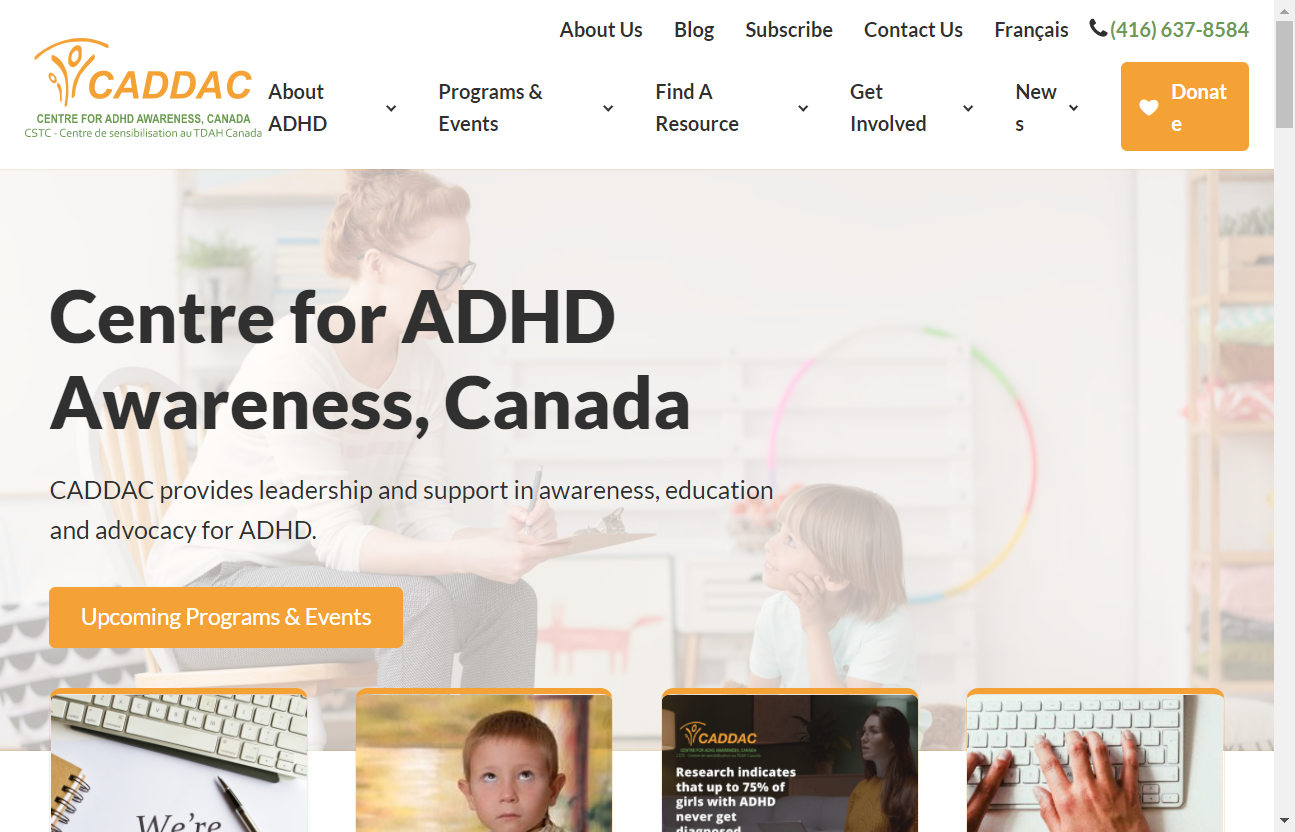 About Us Blog Subscribe Contact Us Français (416) 637-8584
CADDAC
CENTRE FOR ADHD AWARENESS, CANADA
CSTC - Centre de sensibilisation au TDAH Canada
About
ADHD
Programs &
Events
Find A
Resource
Get
Involved
New
s
Donat
e
Centre for ADHD
Awareness, Canada
CADDAC provides leadership and support in awareness, education
and advocacy for ADHD.
Upcoming Programs & Events
We're
CADDAC
CENTRE FOR ADHD AWARENESS, CANADA
CSTC - Centre de sensibilisation au TDAH Canada
Research indicates
that up to 75% of
girls with ADHD
never get
diagnosed